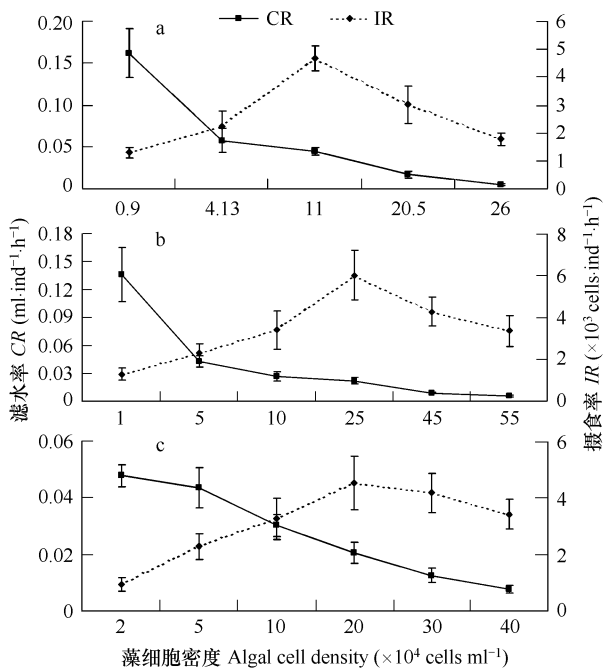 CR IR
a
0.20 0.15 0.10 0.05 0
6 5 4 3 2 1 0
0.9 4.13 11 20.5 26
b
0.18 0.15 0.12 0.09 0.06 0.03 0
8 6 4 2 0
1 5 10 25 45 55
c
0.06 0.04 0.02 0
6 4 2 0
2 5 10 20 30 40
滤水率 CR (ml·ind⁻¹·h⁻¹)
摄食率 IR (×10³ cells·ind⁻¹·h⁻¹)
藻细胞密度 Algal cell density (×10⁴ cells ml⁻¹)